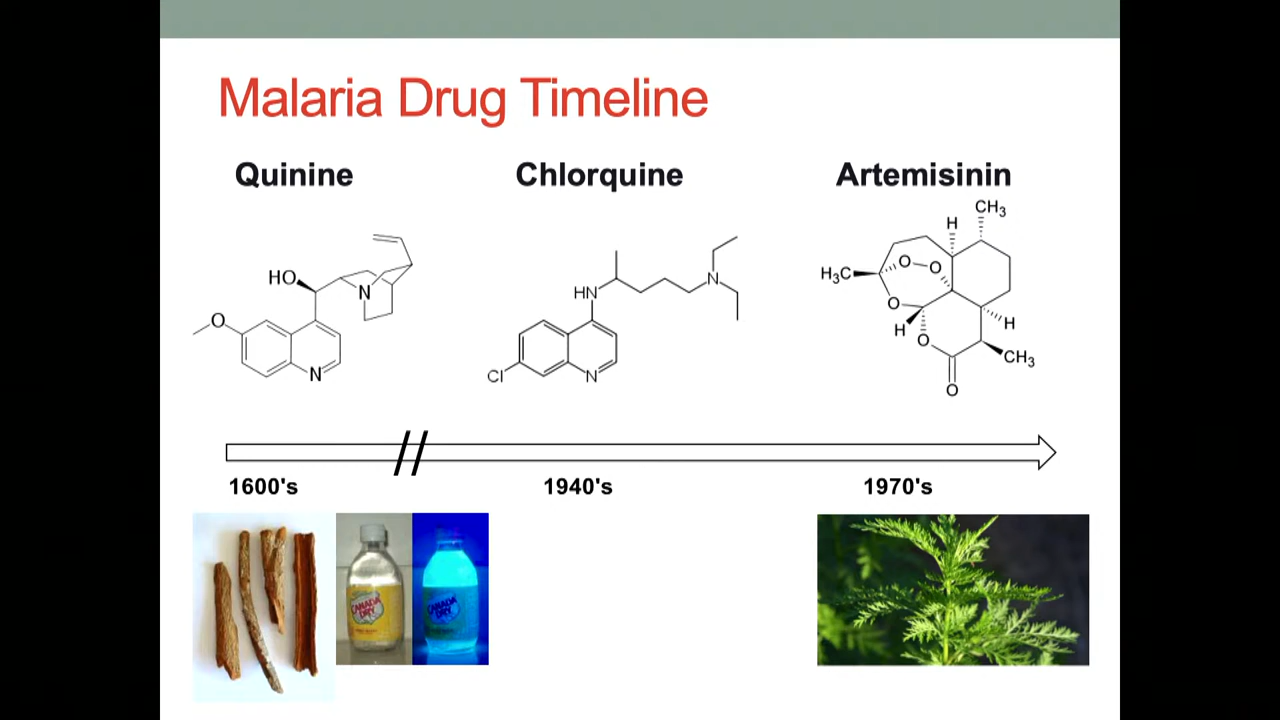 Malaria Drug Timeline
Quinine
Chlorquine
Artemisinin
HO
N
O
N
HN
N
Cl
N
CH3
H
H3C
O
O
O
H
O
H
CH3
O
1600's
1940's
1970's
CANADA
DRY
CANADA
DRY